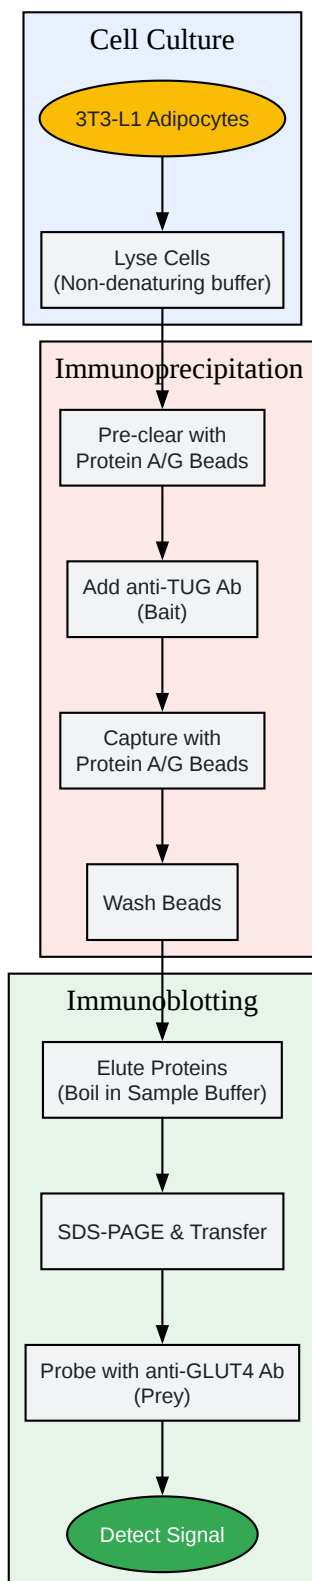 Cell Culture
3T3-L1 Adipocytes
Lyse Cells
(Non-denaturing buffer)
Immunoprecipitation
Pre-clear with
Protein A/G Beads
Add anti-TUG Ab
(Bait)
Capture with
Protein A/G Beads
Wash Beads
Immunoblotting
Elute Proteins
(Boil in Sample Buffer)
SDS-PAGE & Transfer
Probe with anti-GLUT4 Ab
(Prey)
Detect Signal